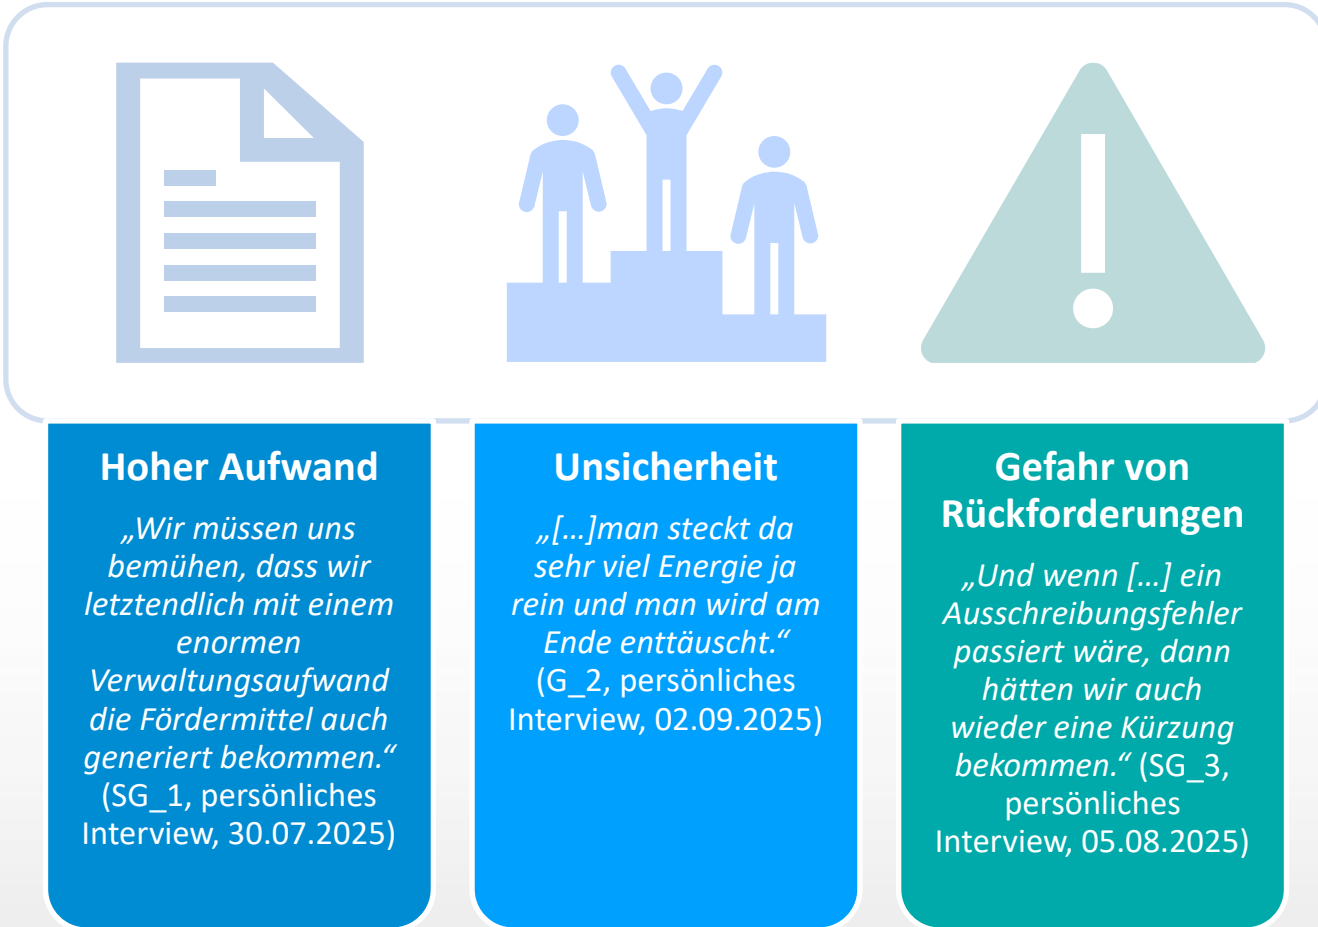 Hoher Aufwand
„Wir müssen uns
bemühen, dass wir
letztendlich mit einem
enormen
Verwaltungsaufwand
die Fördermittel auch
generiert bekommen.“
(SG_1, persönliches
Interview, 30.07.2025)
Unsicherheit
„[…]man steckt da
sehr viel Energie ja
rein und man wird am
Ende enttäuscht.“
(G_2, persönliches
Interview, 02.09.2025)
Gefahr von
Rückforderungen
„Und wenn […] ein
Ausschreibungsfehler
passiert wäre, dann
hätten wir auch
wieder eine Kürzung
bekommen.“ (SG_3,
persönliches
Interview, 05.08.2025)